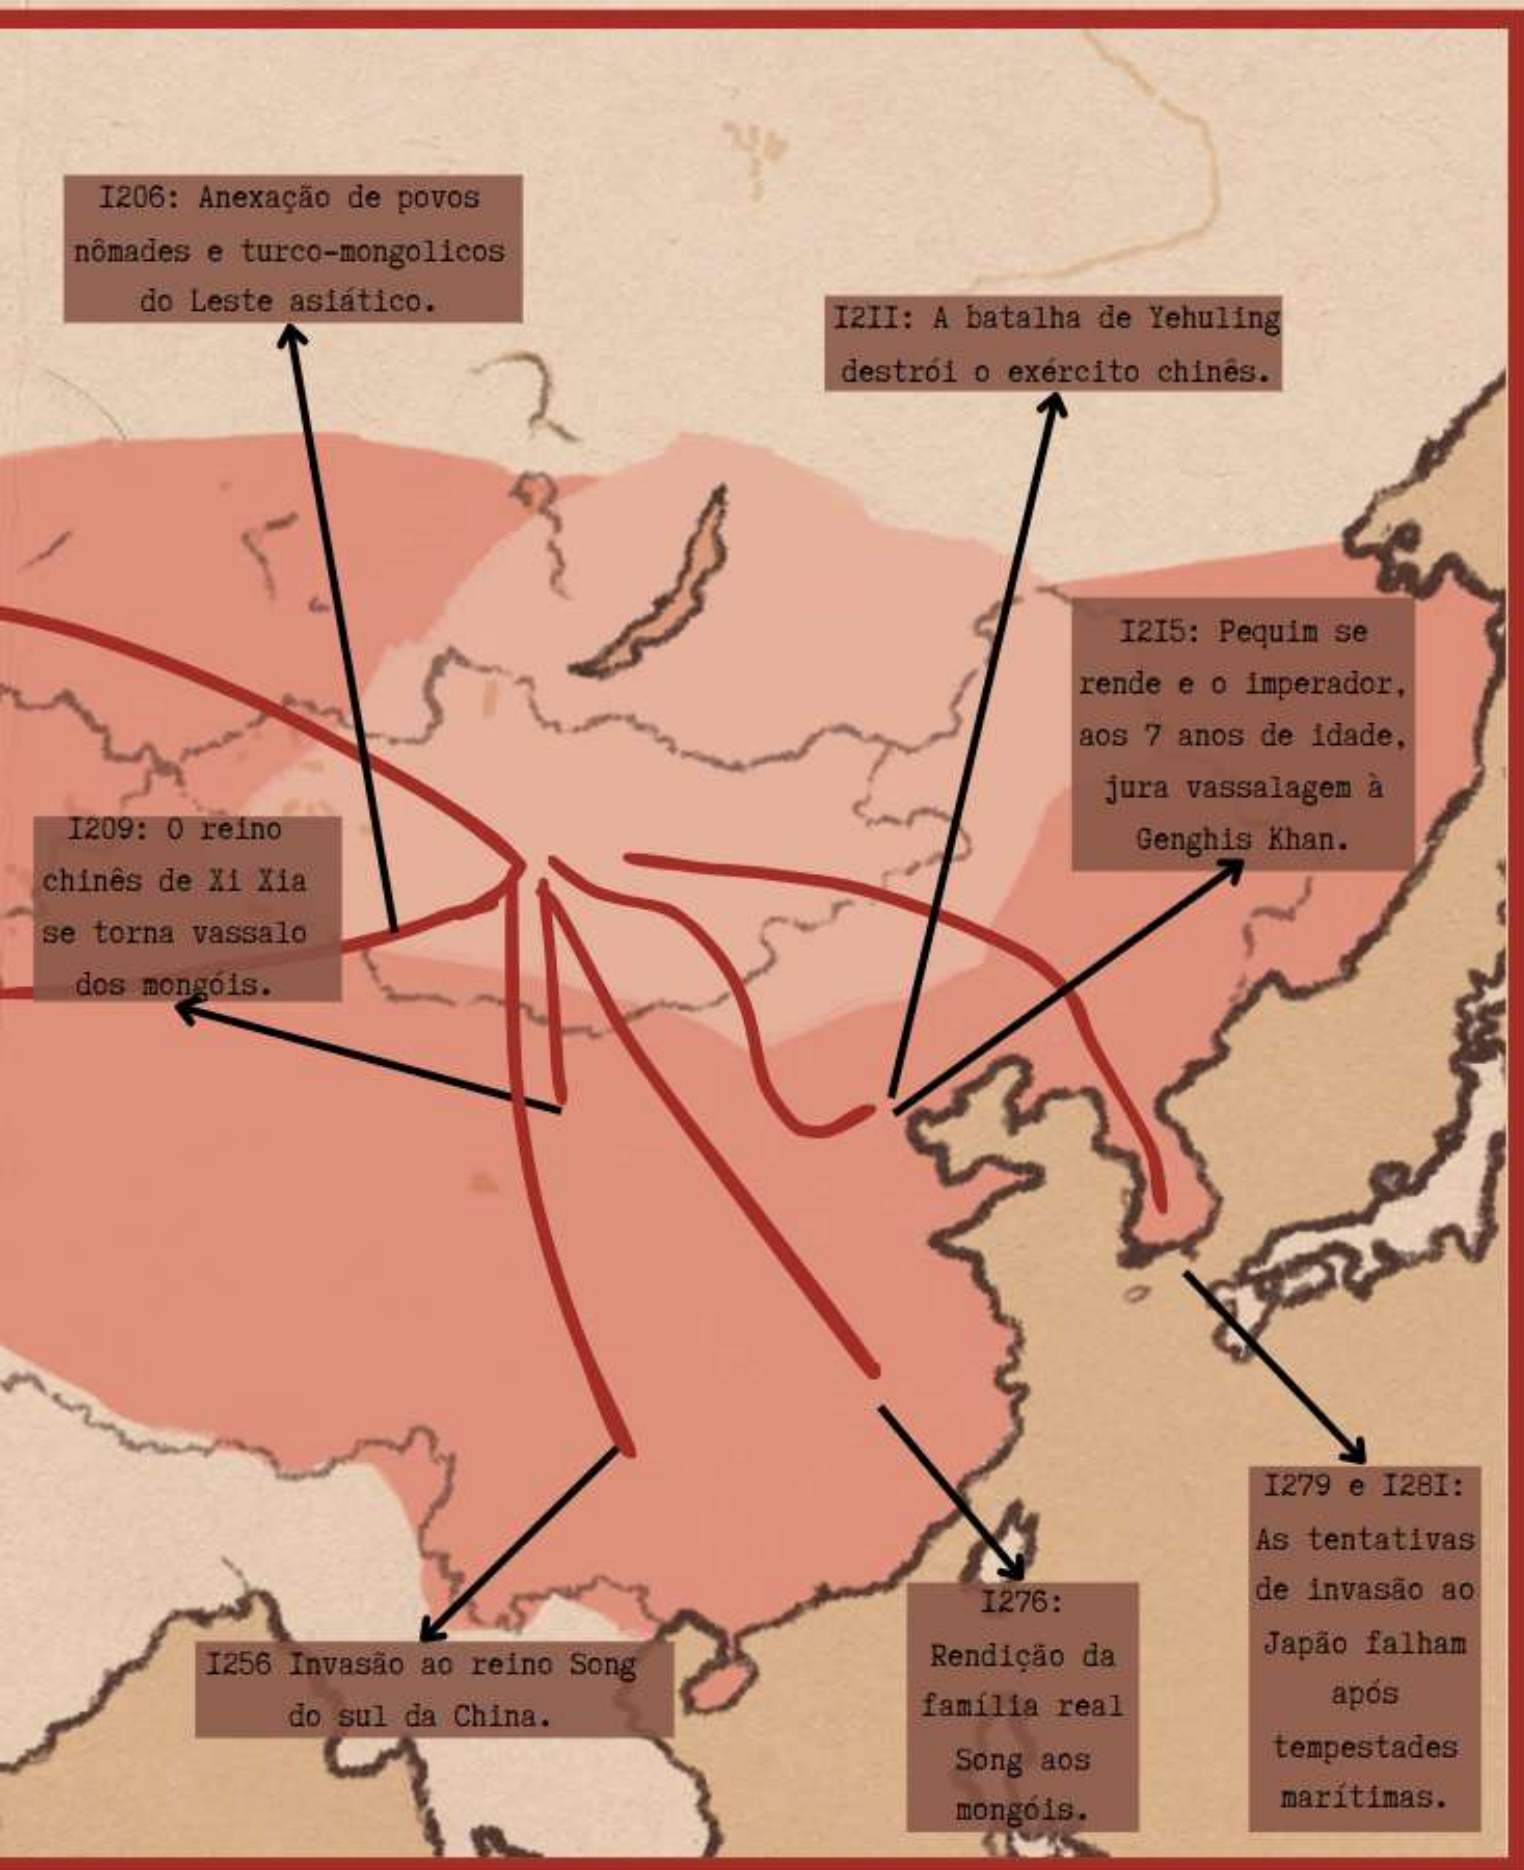 1206: Anexação de povos
nômades e turco-mongolicos
do Leste asiático.
1211: A batalha de Yehuling
destrói o exército chinês.
1215: Pequim se
rende e o imperador,
aos 7 anos de idade,
jura vassalagem à
Genghis Khan.
1209: O reino
chinês de Xi Xia
se torna vassalo
dos mongóis.
1256 Invasão ao reino Song
do sul da China.
1276:
Rendição da
família real
Song aos
mongóis.
1279 e 1281:
As tentativas
de invasão ao
Japão falham
após
tempestades
marítimas.